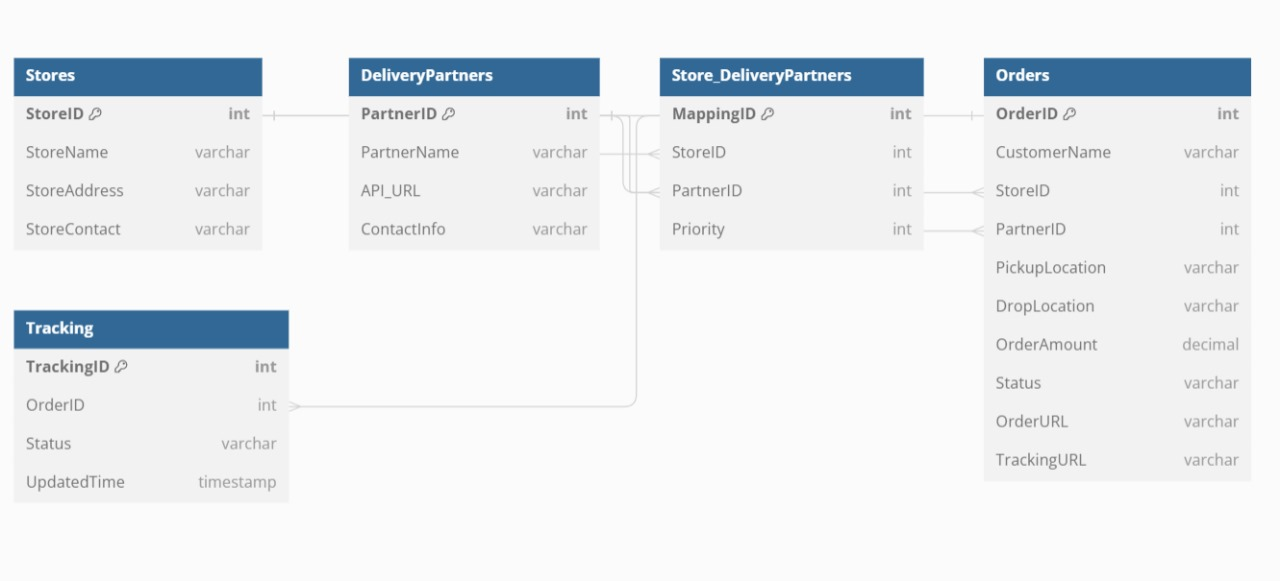 Stores
StoreID int
StoreName varchar
StoreAddress varchar
StoreContact varchar
DeliveryPartners
PartnerID int
PartnerName varchar
API_URL varchar
ContactInfo varchar
Store_DeliveryPartners
MappingID int
StoreID int
PartnerID int
Priority int
Orders
OrderID int
CustomerName varchar
StoreID int
PartnerID int
PickupLocation varchar
DropLocation varchar
OrderAmount decimal
Status varchar
OrderURL varchar
TrackingURL varchar
Tracking
TrackingID int
OrderID int
Status varchar
UpdatedTime timestamp